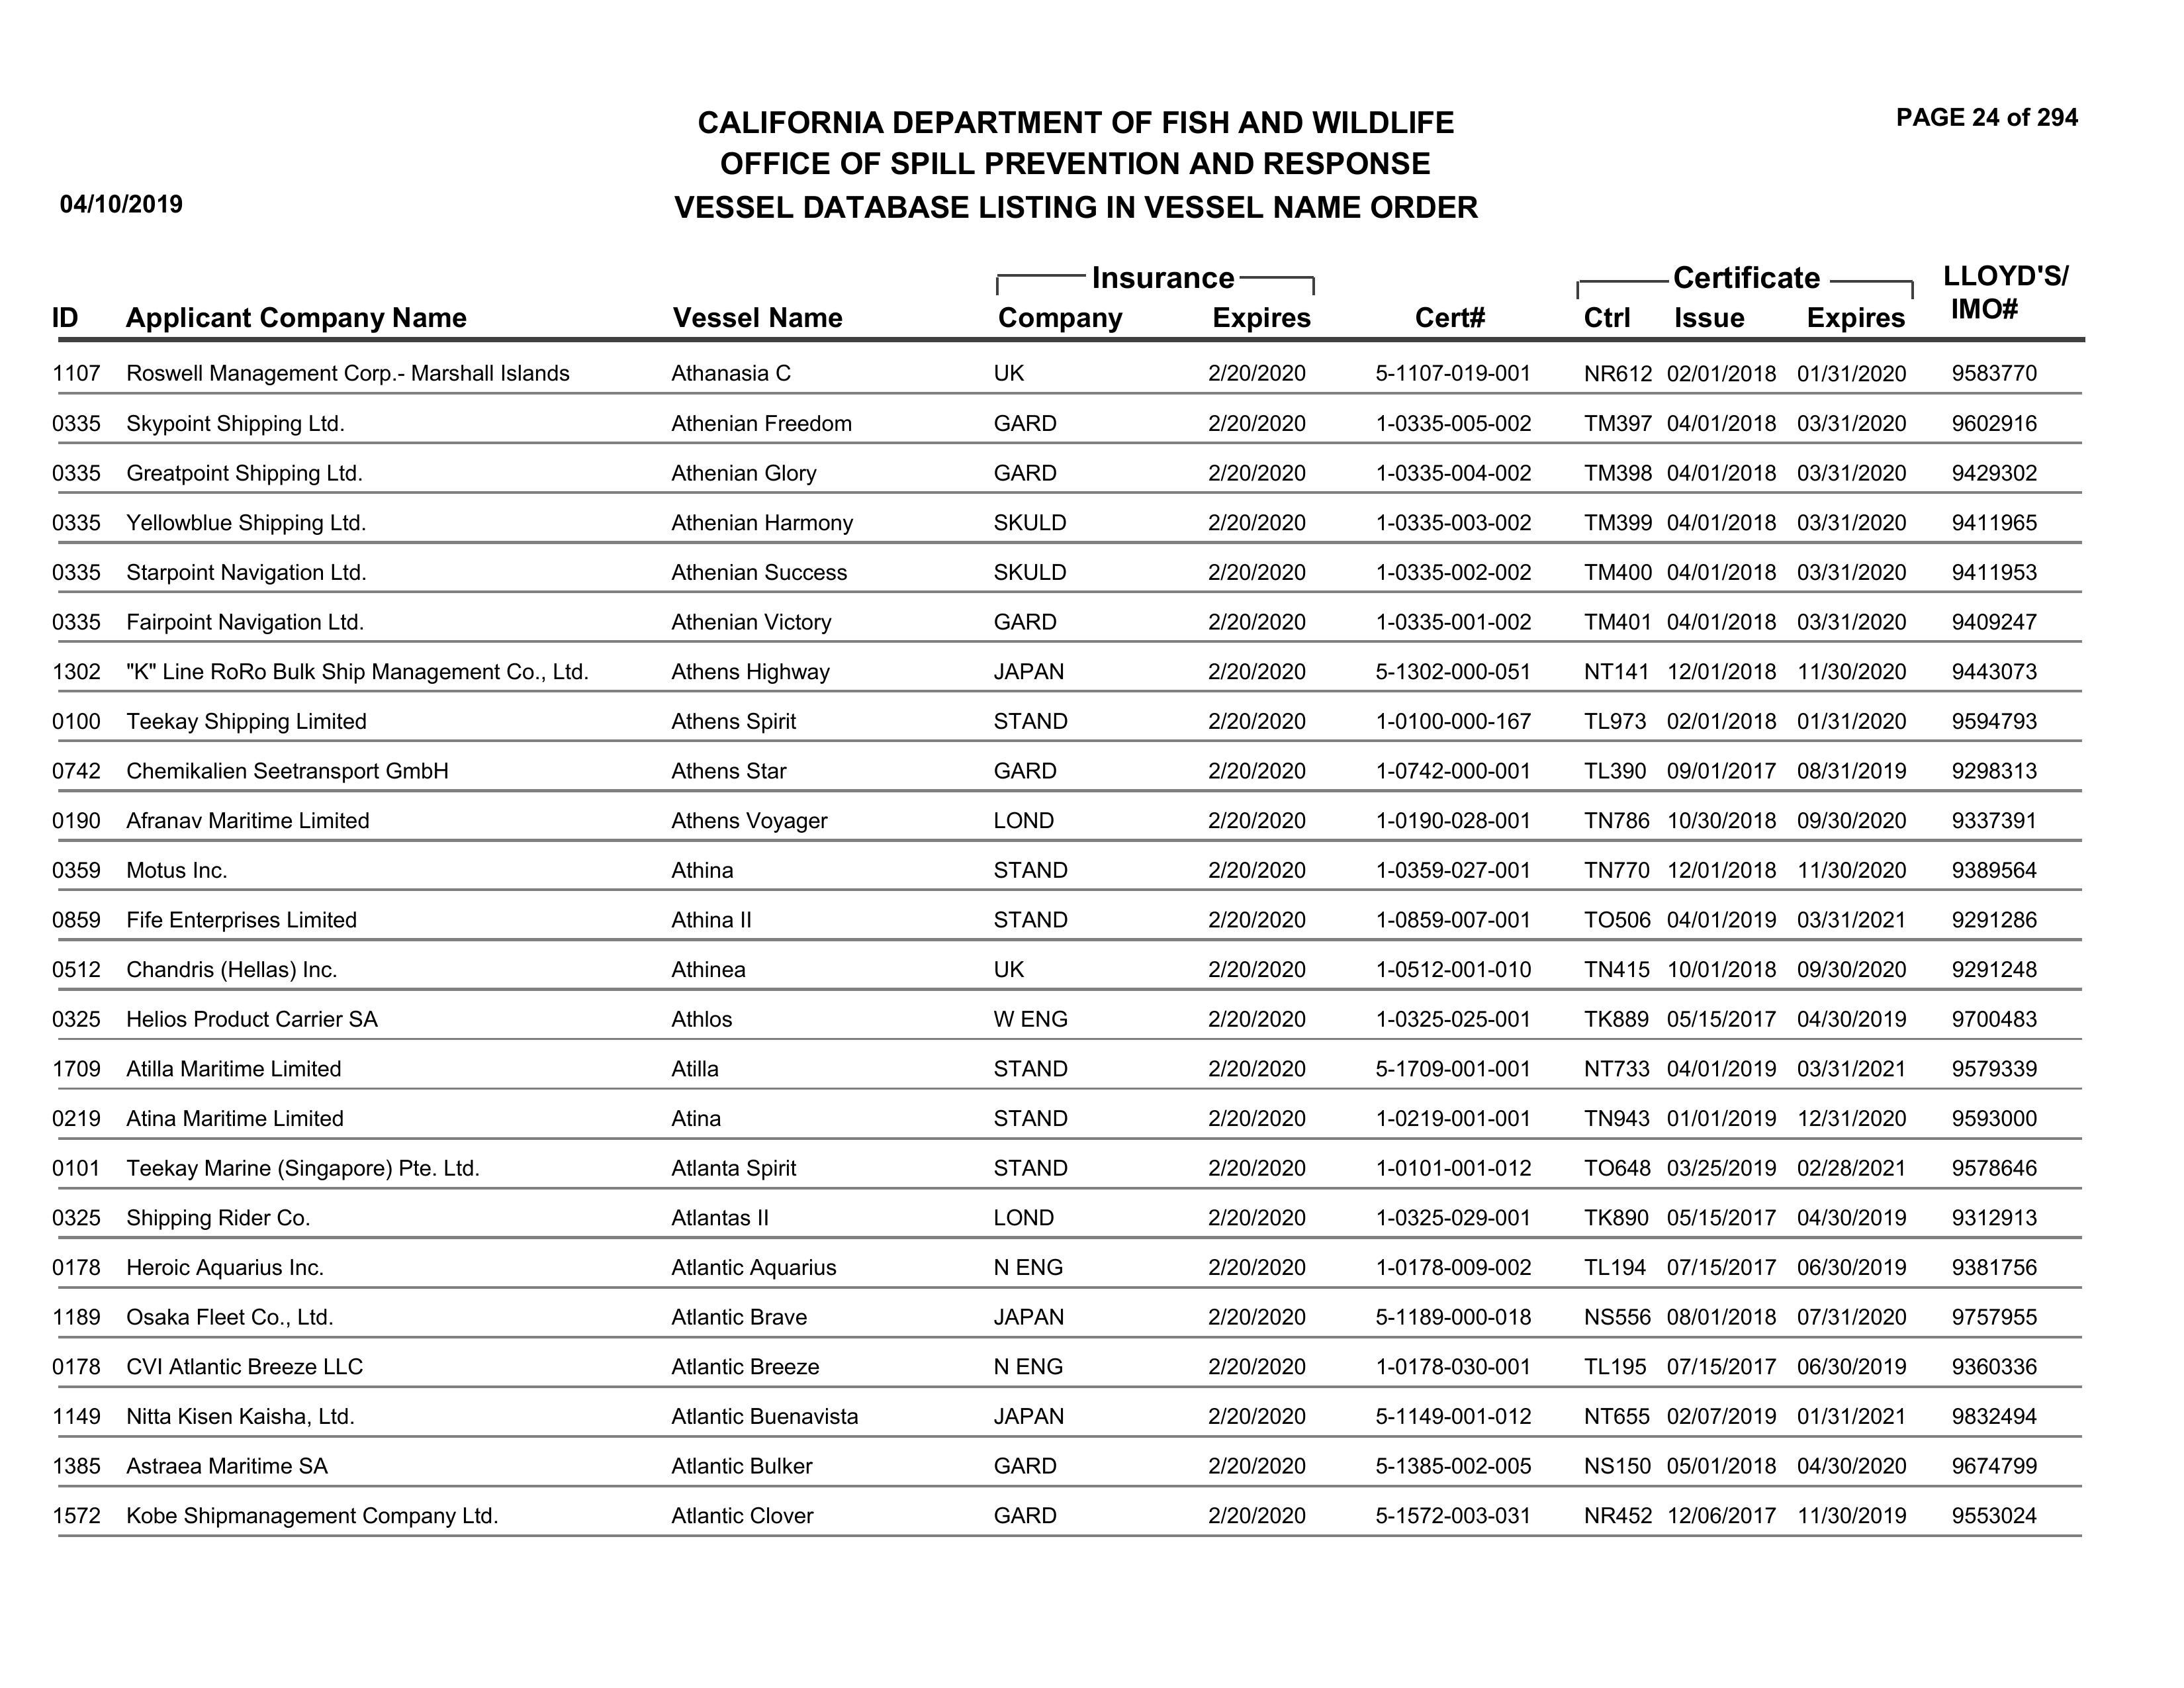 PAGE 24 of 294
CALIFORNIA DEPARTMENT OF FISH AND WILDLIFE
OFFICE OF SPILL PREVENTION AND RESPONSE
04/10/2019 VESSEL DATABASE LISTING IN VESSEL NAME ORDER
Insurance Certificate LLOYD'S/
ID Applicant Company Name Vessel Name Company Expires Cert# Ctrl Issue Expires IMO#
1107 Roswell Management Corp.- Marshall Islands Athanasia C UK 2/20/2020 5-1107-019-001 NR612 02/01/2018 01/31/2020 9583770
0335 Skypoint Shipping Ltd. Athenian Freedom GARD 2/20/2020 1-0335-005-002 TM397 04/01/2018 03/31/2020 9602916
0335 Greatpoint Shipping Ltd. Athenian Glory GARD 2/20/2020 1-0335-004-002 TM398 04/01/2018 03/31/2020 9429302
0335 Yellowblue Shipping Ltd. Athenian Harmony SKULD 2/20/2020 1-0335-003-002 TM399 04/01/2018 03/31/2020 9411965
0335 Starpoint Navigation Ltd. Athenian Success SKULD 2/20/2020 1-0335-002-002 TM400 04/01/2018 03/31/2020 9411953
0335 Fairpoint Navigation Ltd. Athenian Victory GARD 2/20/2020 1-0335-001-002 TM401 04/01/2018 03/31/2020 9409247
1302 "K" Line RoRo Bulk Ship Management Co., Ltd. Athens Highway JAPAN 2/20/2020 5-1302-000-051 NT141 12/01/2018 11/30/2020 9443073
0100 Teekay Shipping Limited Athens Spirit STAND 2/20/2020 1-0100-000-167 TL973 02/01/2018 01/31/2020 9594793
0742 Chemikalien Seetransport GmbH Athens Star GARD 2/20/2020 1-0742-000-001 TL390 09/01/2017 08/31/2019 9298313
0190 Afranav Maritime Limited Athens Voyager LOND 2/20/2020 1-0190-028-001 TN786 10/30/2018 09/30/2020 9337391
0359 Motus Inc. Athina STAND 2/20/2020 1-0359-027-001 TN770 12/01/2018 11/30/2020 9389564
0859 Fife Enterprises Limited Athina II STAND 2/20/2020 1-0859-007-001 TO506 04/01/2019 03/31/2021 9291286
0512 Chandris (Hellas) Inc. Athinea UK 2/20/2020 1-0512-001-010 TN415 10/01/2018 09/30/2020 9291248
0325 Helios Product Carrier SA Athlos W ENG 2/20/2020 1-0325-025-001 TK889 05/15/2017 04/30/2019 9700483
1709 Atilla Maritime Limited Atilla STAND 2/20/2020 5-1709-001-001 NT733 04/01/2019 03/31/2021 9579339
0219 Atina Maritime Limited Atina STAND 2/20/2020 1-0219-001-001 TN943 01/01/2019 12/31/2020 9593000
0101 Teekay Marine (Singapore) Pte. Ltd. Atlanta Spirit STAND 2/20/2020 1-0101-001-012 TO648 03/25/2019 02/28/2021 9578646
0325 Shipping Rider Co. Atlantas II LOND 2/20/2020 1-0325-029-001 TK890 05/15/2017 04/30/2019 9312913
0178 Heroic Aquarius Inc. Atlantic Aquarius N ENG 2/20/2020 1-0178-009-002 TL194 07/15/2017 06/30/2019 9381756
1189 Osaka Fleet Co., Ltd. Atlantic Brave JAPAN 2/20/2020 5-1189-000-018 NS556 08/01/2018 07/31/2020 9757955
0178 CVI Atlantic Breeze LLC Atlantic Breeze N ENG 2/20/2020 1-0178-030-001 TL195 07/15/2017 06/30/2019 9360336
1149 Nitta Kisen Kaisha, Ltd. Atlantic Buenavista JAPAN 2/20/2020 5-1149-001-012 NT655 02/07/2019 01/31/2021 9832494
1385 Astraea Maritime SA Atlantic Bulker GARD 2/20/2020 5-1385-002-005 NS150 05/01/2018 04/30/2020 9674799
1572 Kobe Shipmanagement Company Ltd. Atlantic Clover GARD 2/20/2020 5-1572-003-031 NR452 12/06/2017 11/30/2019 9553024